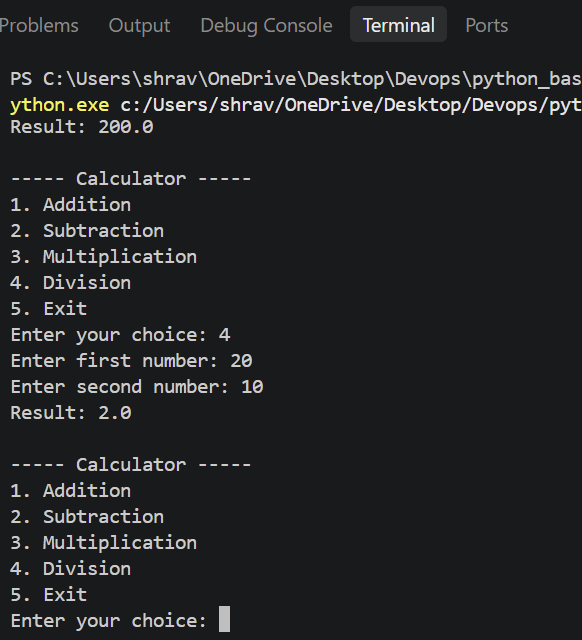 Problems Output Debug Console Terminal Ports
PS C:\Users\shrav\OneDrive\Desktop\Devops\python_bas
ython.exe c:/Users/shrav/OneDrive/Desktop/Devops/pyt
Result: 200.0
----- Calculator -----
1. Addition
2. Subtraction
3. Multiplication
4. Division
5. Exit
Enter your choice: 4
Enter first number: 20
Enter second number: 10
Result: 2.0
----- Calculator -----
1. Addition
2. Subtraction
3. Multiplication
4. Division
5. Exit
Enter your choice: